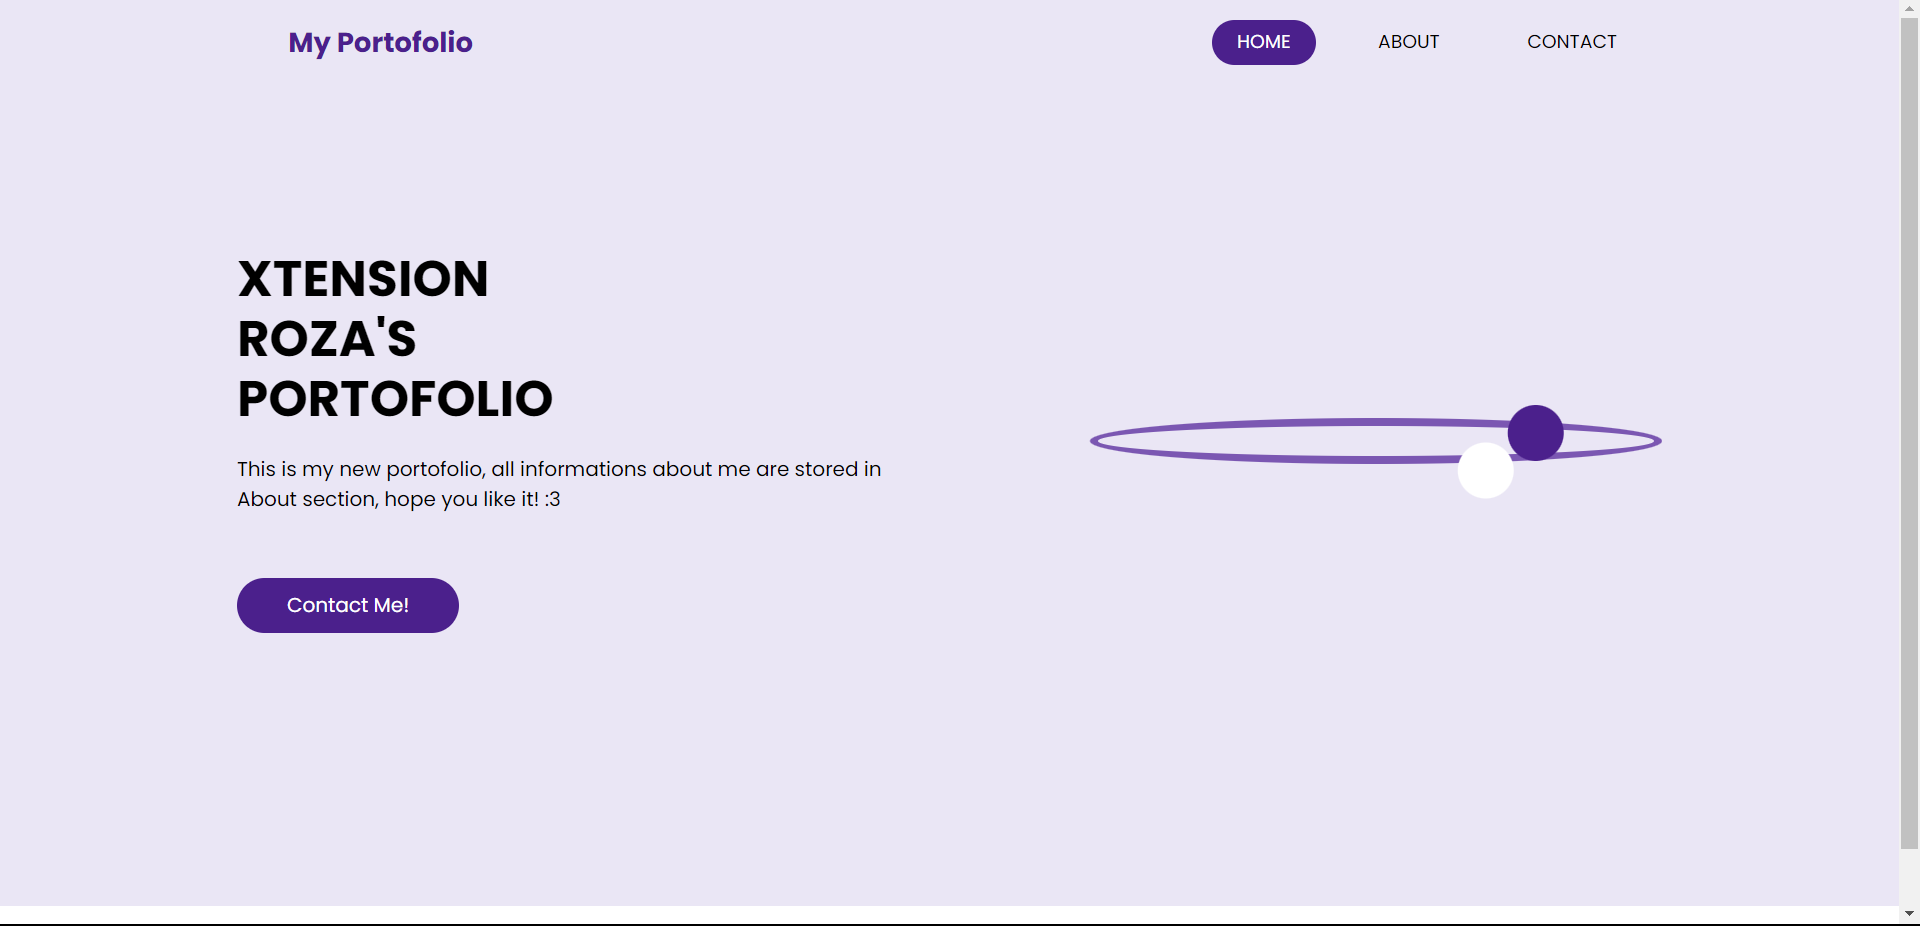 My Portofolio
HOME
ABOUT
CONTACT
XTENSION
ROZA'S
PORTOFOLIO
This is my new portofolio, all informations about me are stored in
About section, hope you like it! :3
Contact Me!